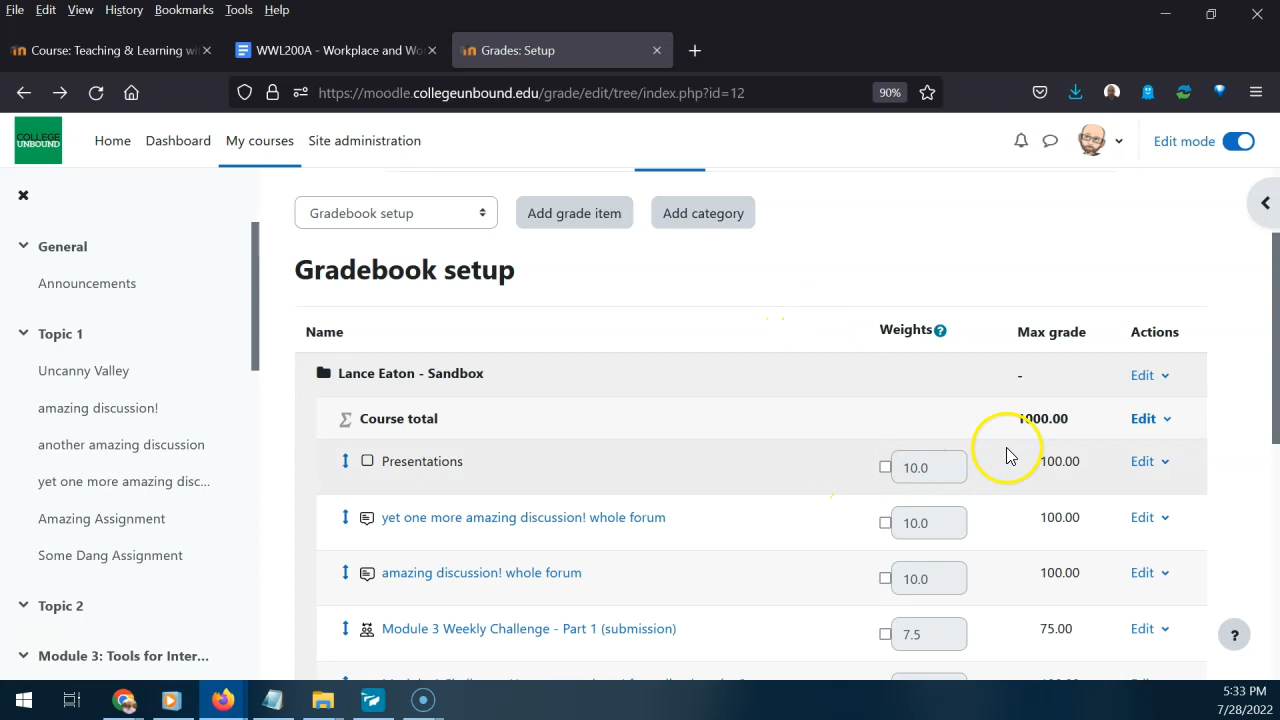 File Edit View History Bookmarks Tools Help
Course: Teaching & Learning wi
WWL200A - Workplace and Wo
Grades: Setup
https://moodle.collegeunbound.edu/grade/edit/tree/index.php?id=12
90%
COLLEGE UNBOUND
Home Dashboard My courses Site administration
Edit mode
General
Announcements
Topic 1
Uncanny Valley
amazing discussion!
another amazing discussion
yet one more amazing disc...
Amazing Assignment
Some Dang Assignment
Topic 2
Module 3: Tools for Inter...
Gradebook setup Add grade item Add category
Gradebook setup
Name Weights ? Max grade Actions
Lance Eaton - Sandbox - Edit
Course total 1000.00 Edit
Presentations 10.0 100.00 Edit
yet one more amazing discussion! whole forum 10.0 100.00 Edit
amazing discussion! whole forum 10.0 100.00 Edit
Module 3 Weekly Challenge - Part 1 (submission) 7.5 75.00 Edit
?
5:33 PM
7/28/2022